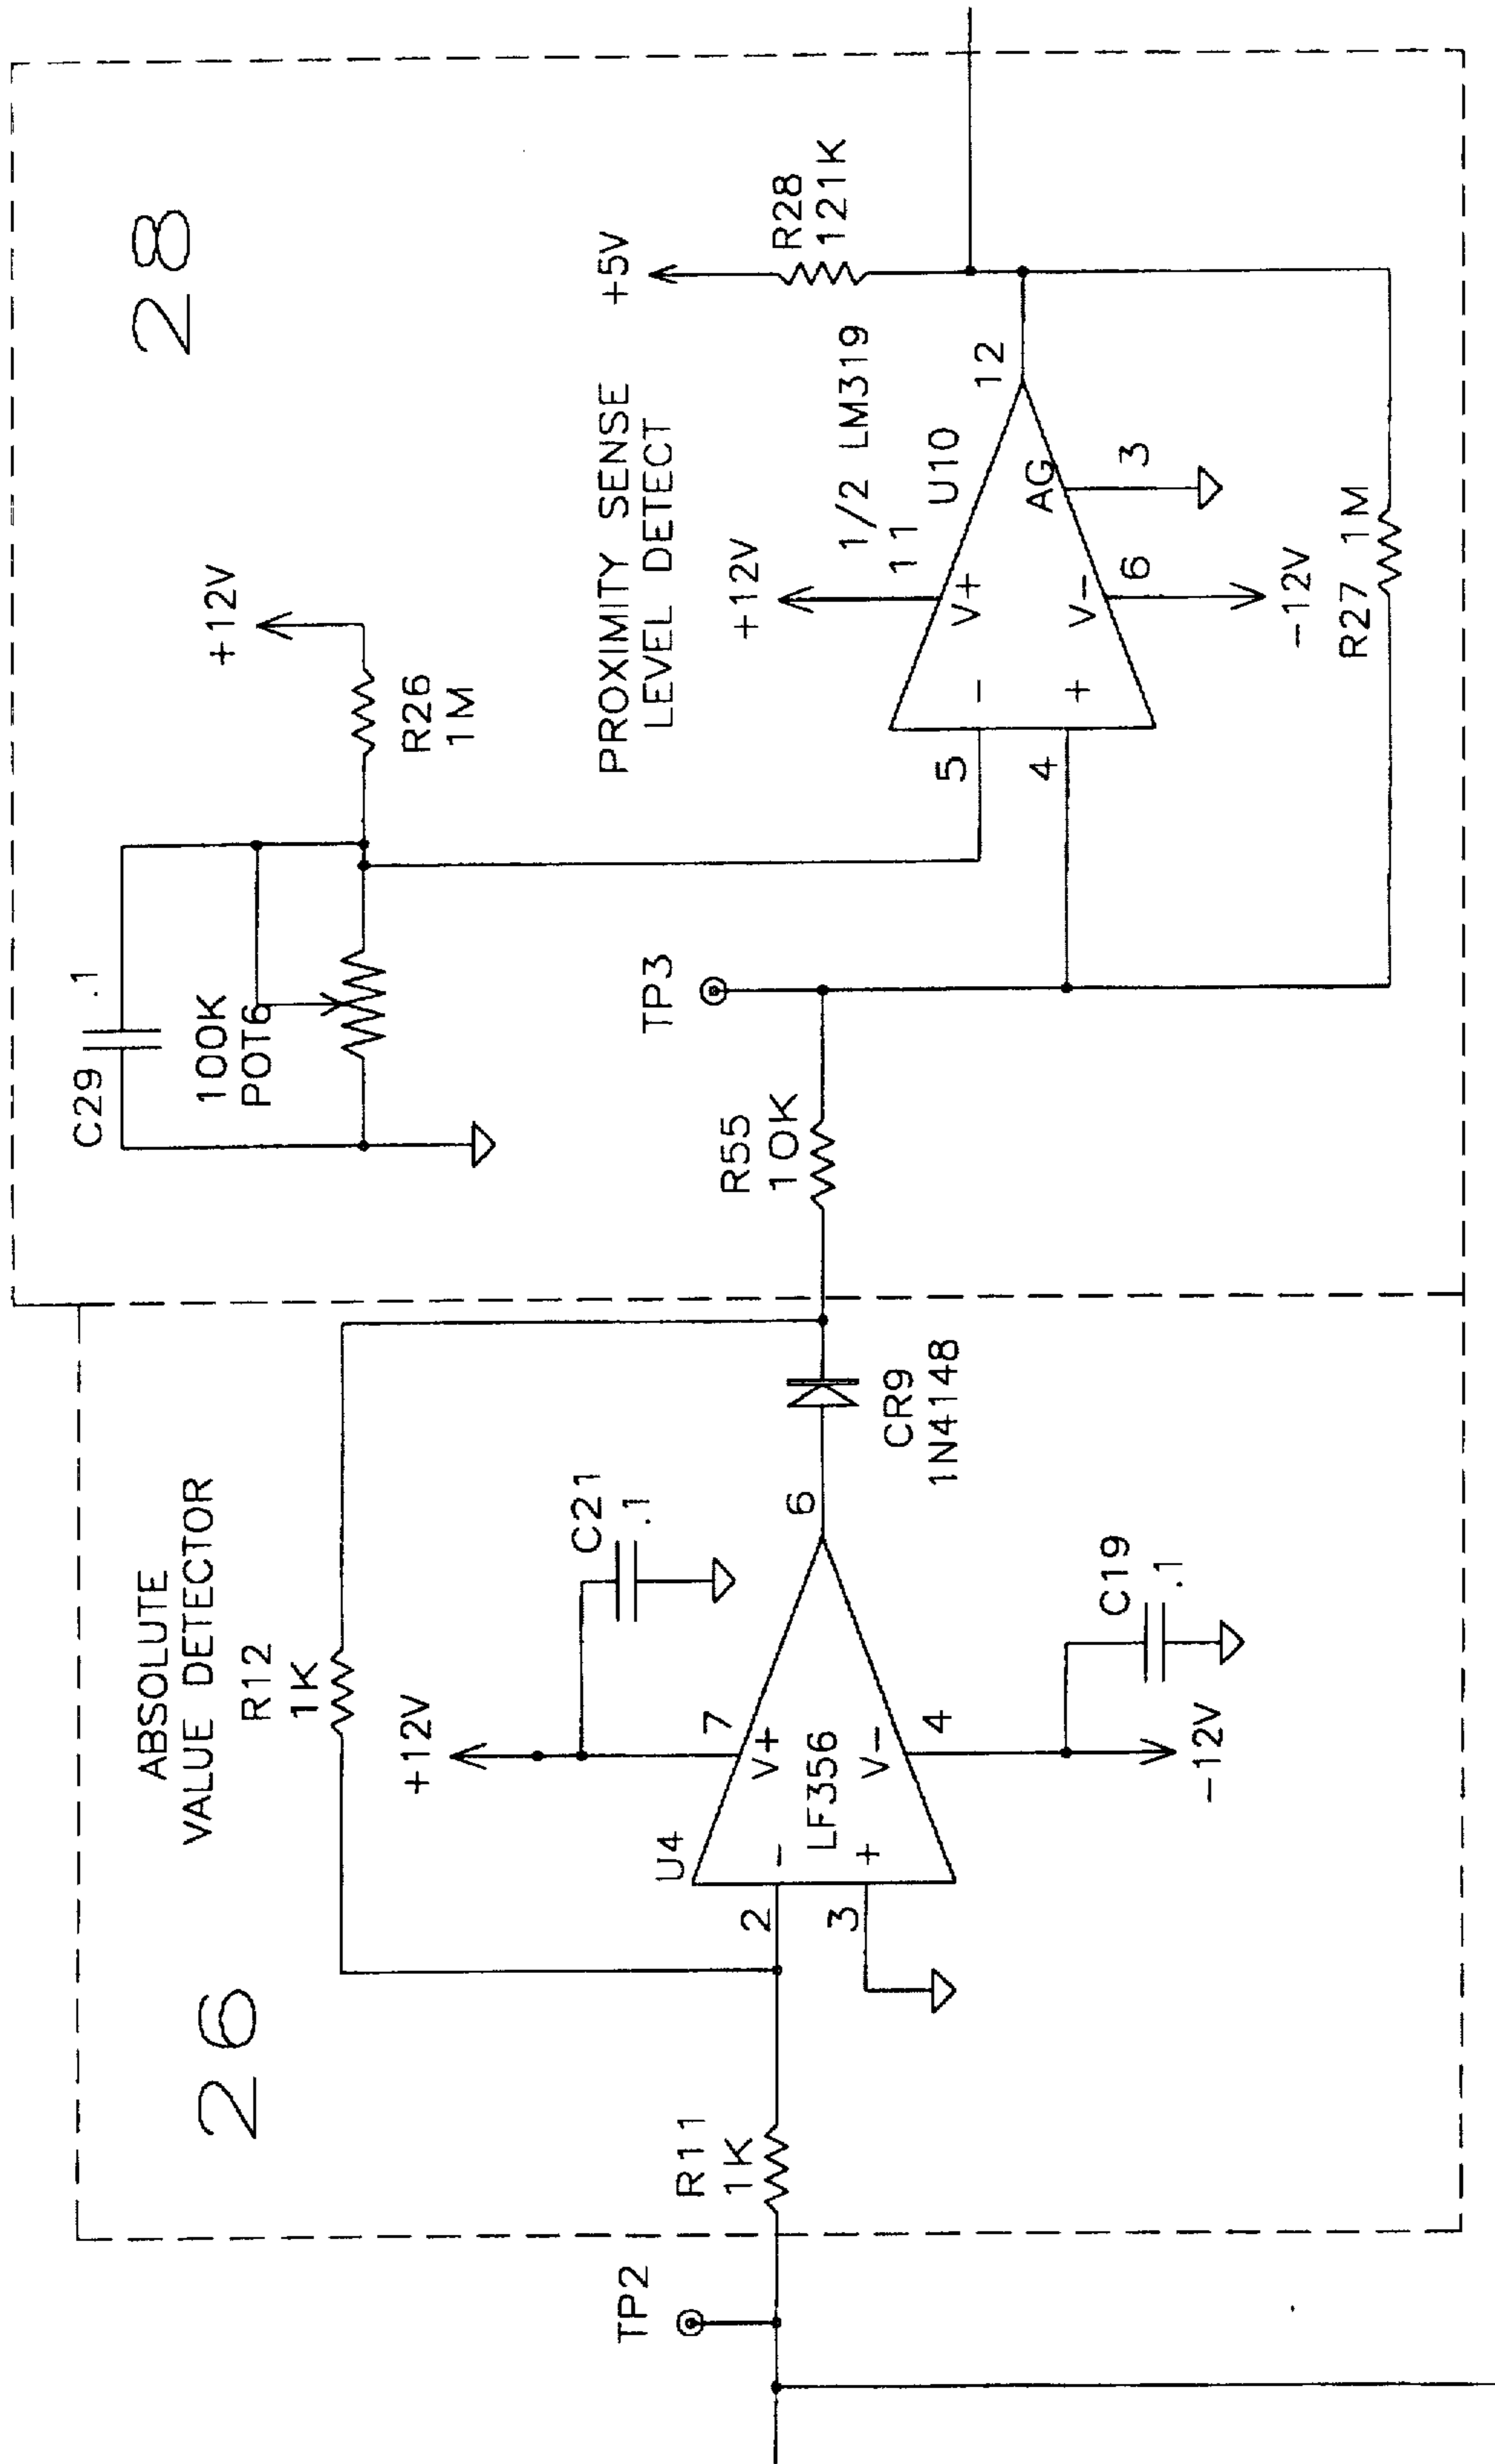 28
C29 .1
100K
POT6
+12V
R26
1M
PROXIMITY SENSE
LEVEL DETECT
+5V
R28
121K
+12V
1/2 LM319
11
U10
V+
-
5
4
+
V-
6
AG
3
12
-12V
R27 1M
TP3
R55
10K
26
ABSOLUTE
VALUE DETECTOR
R12
1K
+12V
C21
.1
U4
7
V+
-
2
LF356
3
+
V-
4
6
CR9
1N4148
C19
.1
-12V
R11
1K
TP2